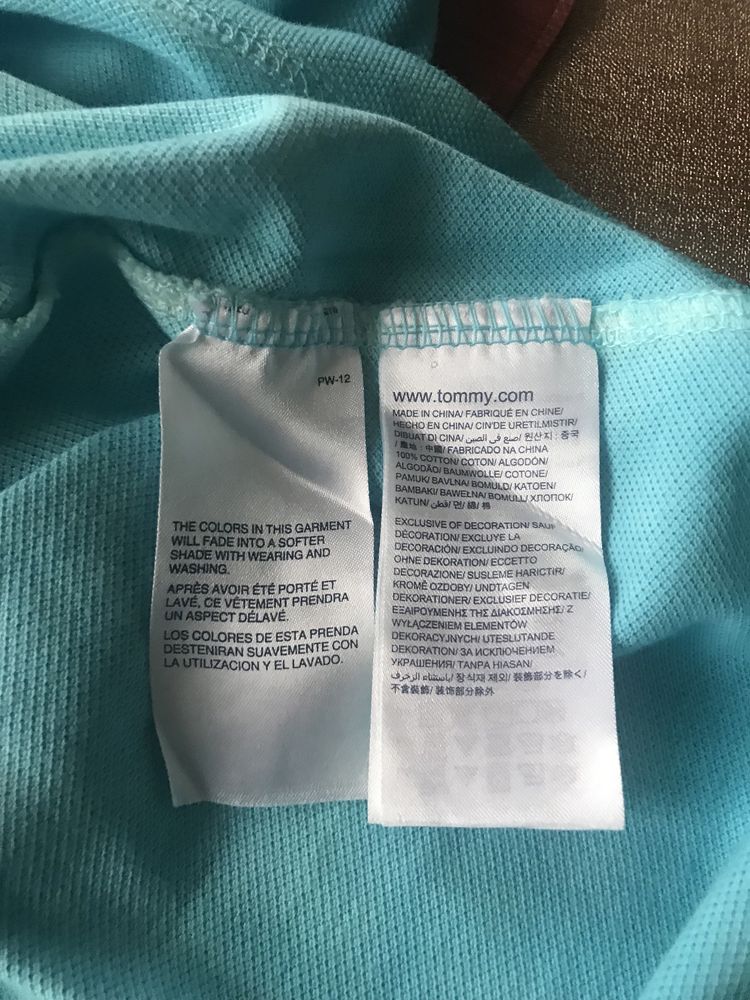 PW-12
THE COLORS IN THIS GARMENT
WILL FADE INTO A SOFTER
SHADE WITH WEARING AND
WASHING.
APRÈS AVOIR ÉTÉ PORTÉ ET
LAVÉ, CE VÊTEMENT PRENDRA
UN ASPECT DÉLAVÉ.
LOS COLORES DE ESTA PRENDA
DESTENIRAN SUAVEMENTE CON
LA UTILIZACION Y EL LAVADO.
www.tommy.com
MADE IN CHINA/ FABRIQUÉ EN CHINE/
HECHO EN CHINA/ CIN'DE URETILMISTIR/
DIBUAT DI CINA/ صنع في الصين/ 원산지 : 중국
/ 產地 : 中國/ FABRICADO NA CHINA
100% COTTON/ COTON/ ALGODÓN/
ALGODÃO/ BAUMWOLLE/ COTONE/
PAMUK/ BAVLNA/ BOMULD/ KATOEN/
BAMBAKI/ BAWEŁNA/ BOMULL/ ХЛОПОК/
KATUN/ قطن/ 면/ 綿/ 棉
EXCLUSIVE OF DECORATION/ SAUF
DÉCORATION/ EXCLUYE LA
DECORACIÓN/ EXCLUINDO DECORAÇÃO/
OHNE DEKORATION/ ECCETTO
DECORAZIONE/ SUSLEME HARICTIR/
KROMĚ OZDOBY/ UNDTAGEN
DEKORATIONER/ EXCLUSIEF DECORATIE/
ΕΞΑΙΡΟΥΜΕΝΗΣ ΤΗΣ ΔΙΑΚΟΣΜΗΣΗΣ/ Z
WYŁĄCZENIEM ELEMENTÓW
DEKORACYJNYCH/ UTESLUTANDE
DEKORATION/ ЗА ИСКЛЮЧЕНИЕМ
УКРАШЕНИЯ/ TANPA HIASAN/
باستثناء الزخرف/ 장식재 제외/ 装飾部分を除く/
不含裝飾/ 装饰部分除外